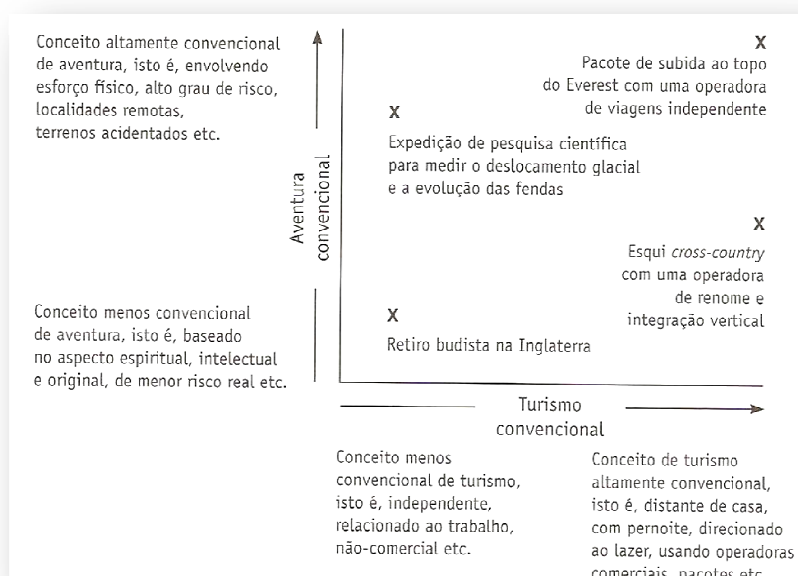 Conceito altamente convencional
de aventura, isto é, envolvendo
esforço físico, alto grau de risco,
localidades remotas,
terrenos acidentados etc.
X
Pacote de subida ao topo
do Everest com uma operadora
de viagens independente
X
Expedição de pesquisa científica
para medir o deslocamento glacial
e a evolução das fendas
Aventura
convencional
X
Esqui cross-country
com uma operadora
de renome e
integração vertical
Conceito menos convencional
de aventura, isto é, baseado
no aspecto espiritual, intelectual
e original, de menor risco real etc.
X
Retiro budista na Inglaterra
Turismo
convencional
Conceito menos
convencional de turismo,
isto é, independente,
relacionado ao trabalho,
não-comercial etc.
Conceito de turismo
altamente convencional,
isto é, distante de casa,
com pernoite, direcionado
ao lazer, usando operadoras
comerciais, pacotes etc